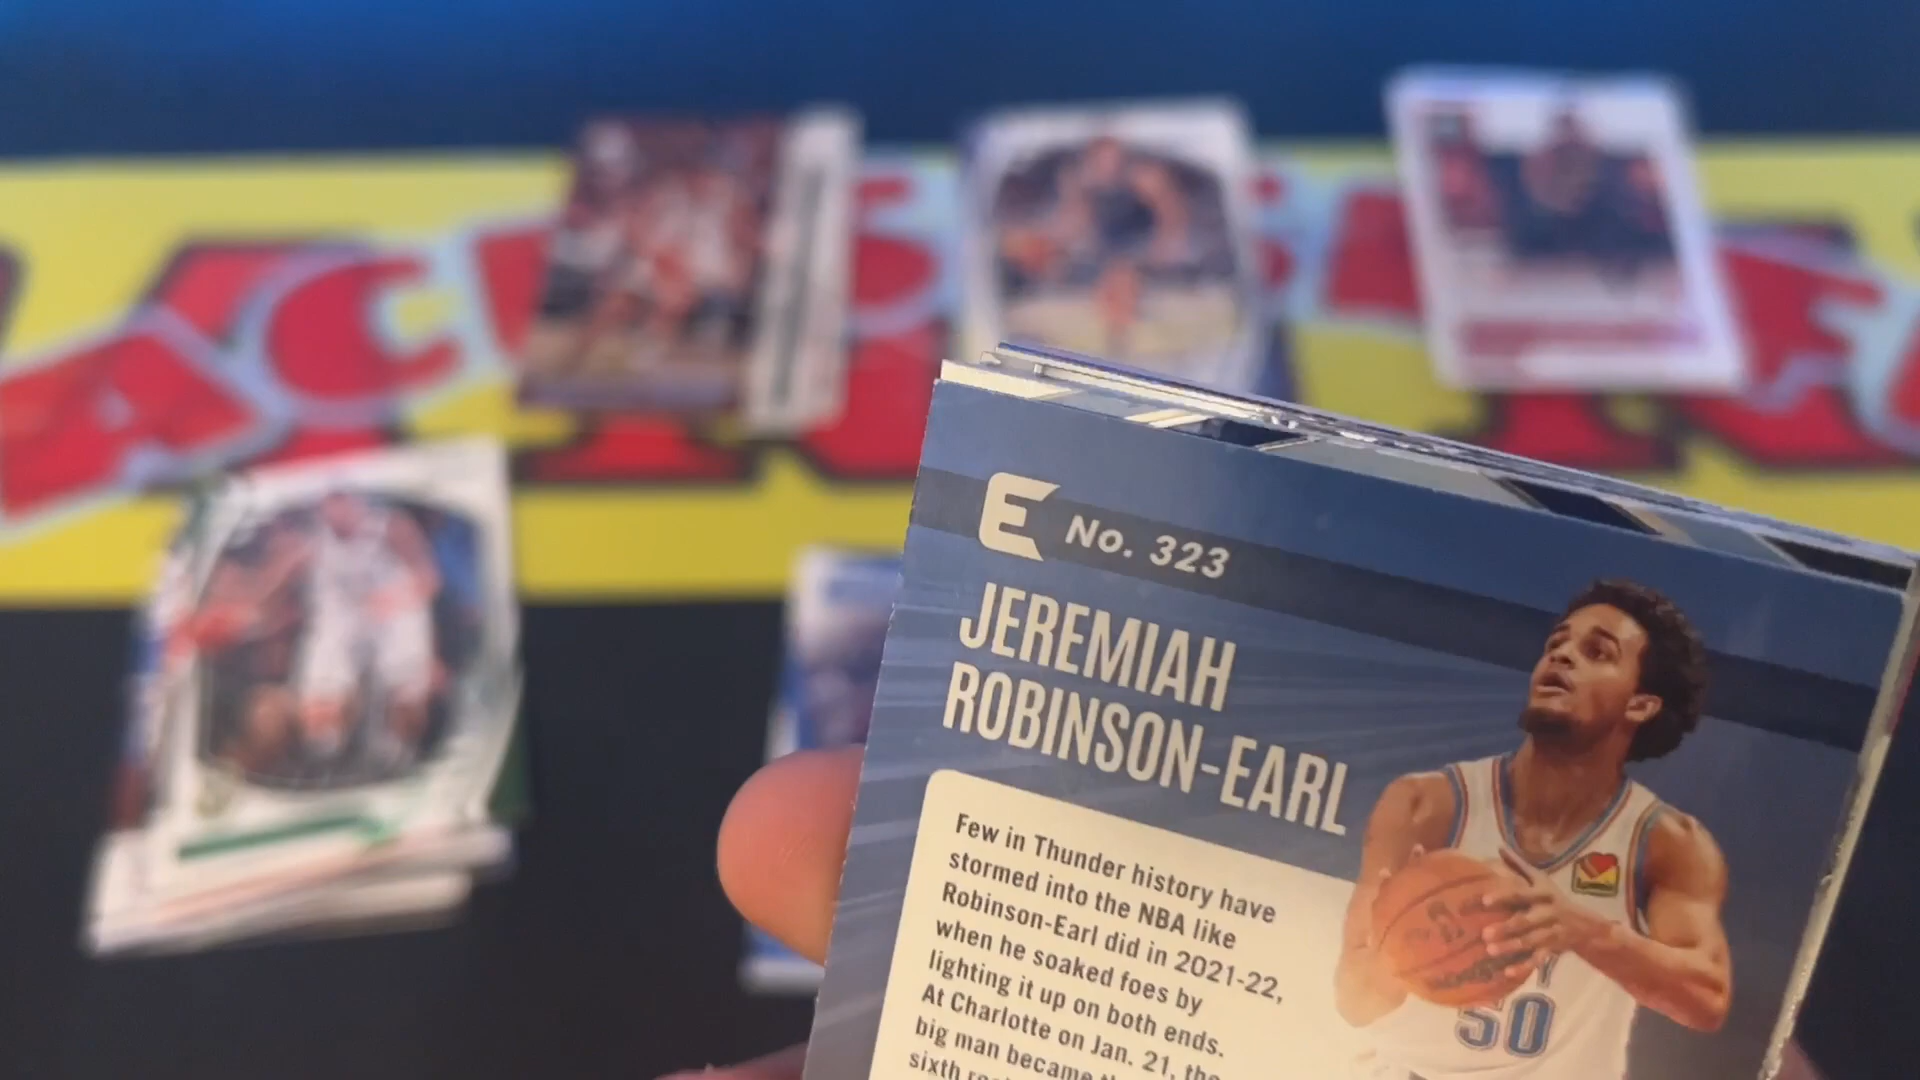 E No. 323
JEREMIAH
ROBINSON-EARL
Few in Thunder history have
stormed into the NBA like
Robinson-Earl did in 2021-22,
when he soaked foes by
lighting it up on both ends.
At Charlotte on Jan. 21, the
big man became
sixth
50